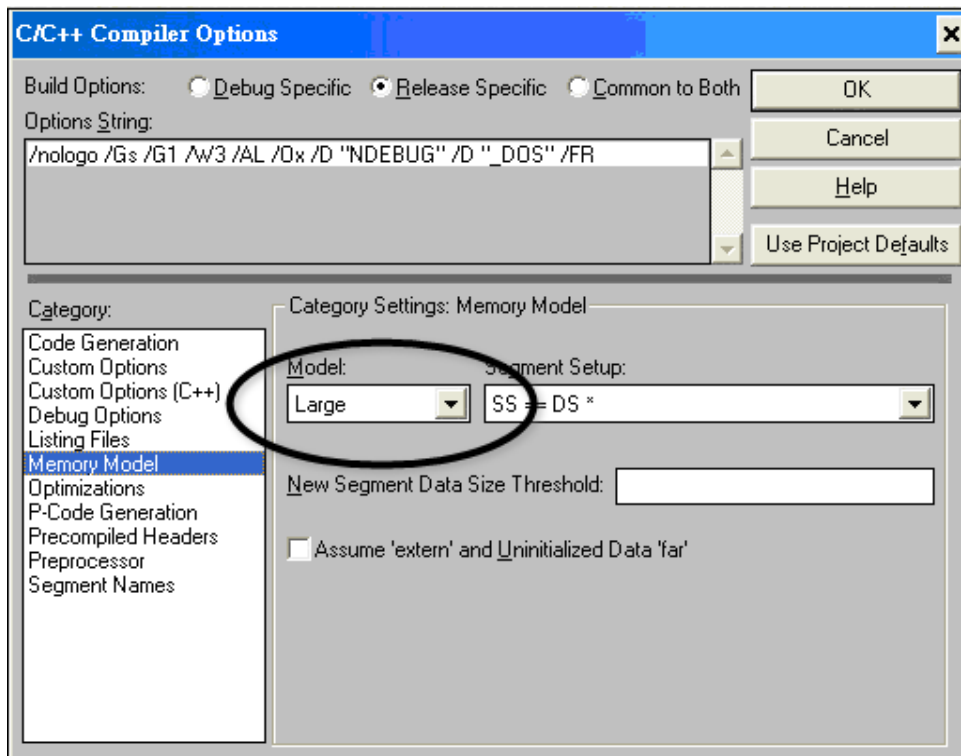 C/C++ Compiler Options
Build Options: Debug Specific Release Specific Common to Both
OK
Options String:
/nologo /Gs /G1 /W3 /AL /Ox /D "NDEBUG" /D "_DOS" /FR
Cancel
Help
Use Project Defaults
Category:
Code Generation
Custom Options
Custom Options (C++)
Debug Options
Listing Files
Memory Model
Optimizations
P-Code Generation
Precompiled Headers
Preprocessor
Segment Names
Category Settings: Memory Model
Model: Segment Setup:
Large SS == DS *
New Segment Data Size Threshold:
Assume 'extern' and Uninitialized Data 'far'